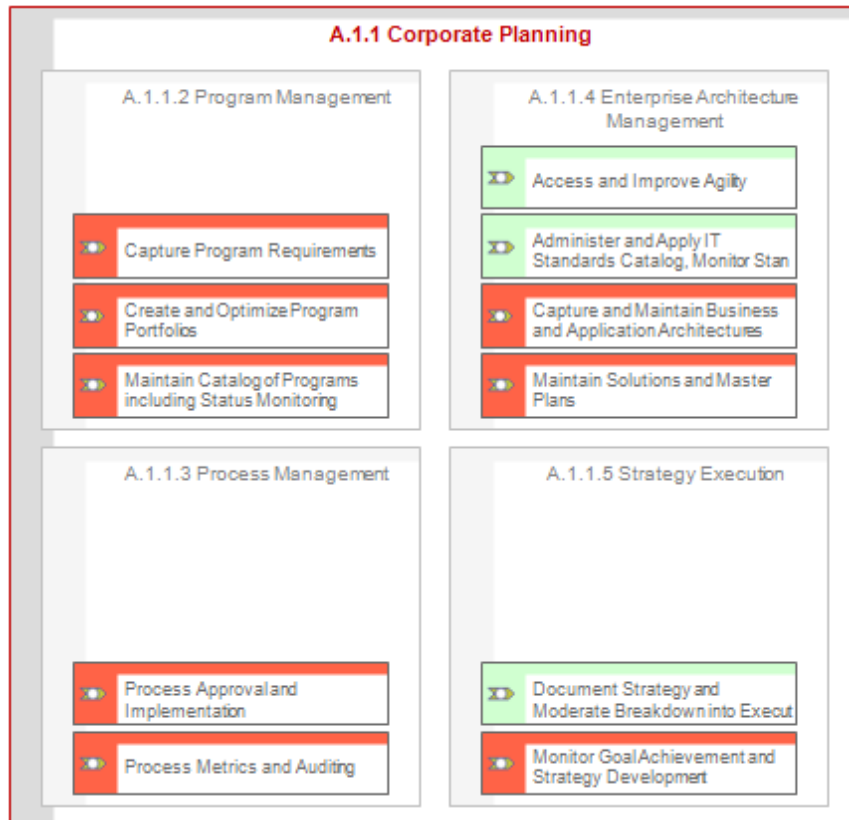 A.1.1 Corporate Planning
A.1.1.2 Program Management
Capture Program Requirements
Create and Optimize Program
Portfolios
Maintain Catalog of Programs
including Status Monitoring
A.1.1.4 Enterprise Architecture
Management
Access and Improve Agility
Administer and Apply IT
Standards Catalog, Monitor Stan
Capture and Maintain Business
and Application Architectures
Maintain Solutions and Master
Plans
A.1.1.3 Process Management
Process Approval and
Implementation
Process Metrics and Auditing
A.1.1.5 Strategy Execution
Document Strategy and
Moderate Breakdown into Execut
Monitor Goal Achievement and
Strategy Development